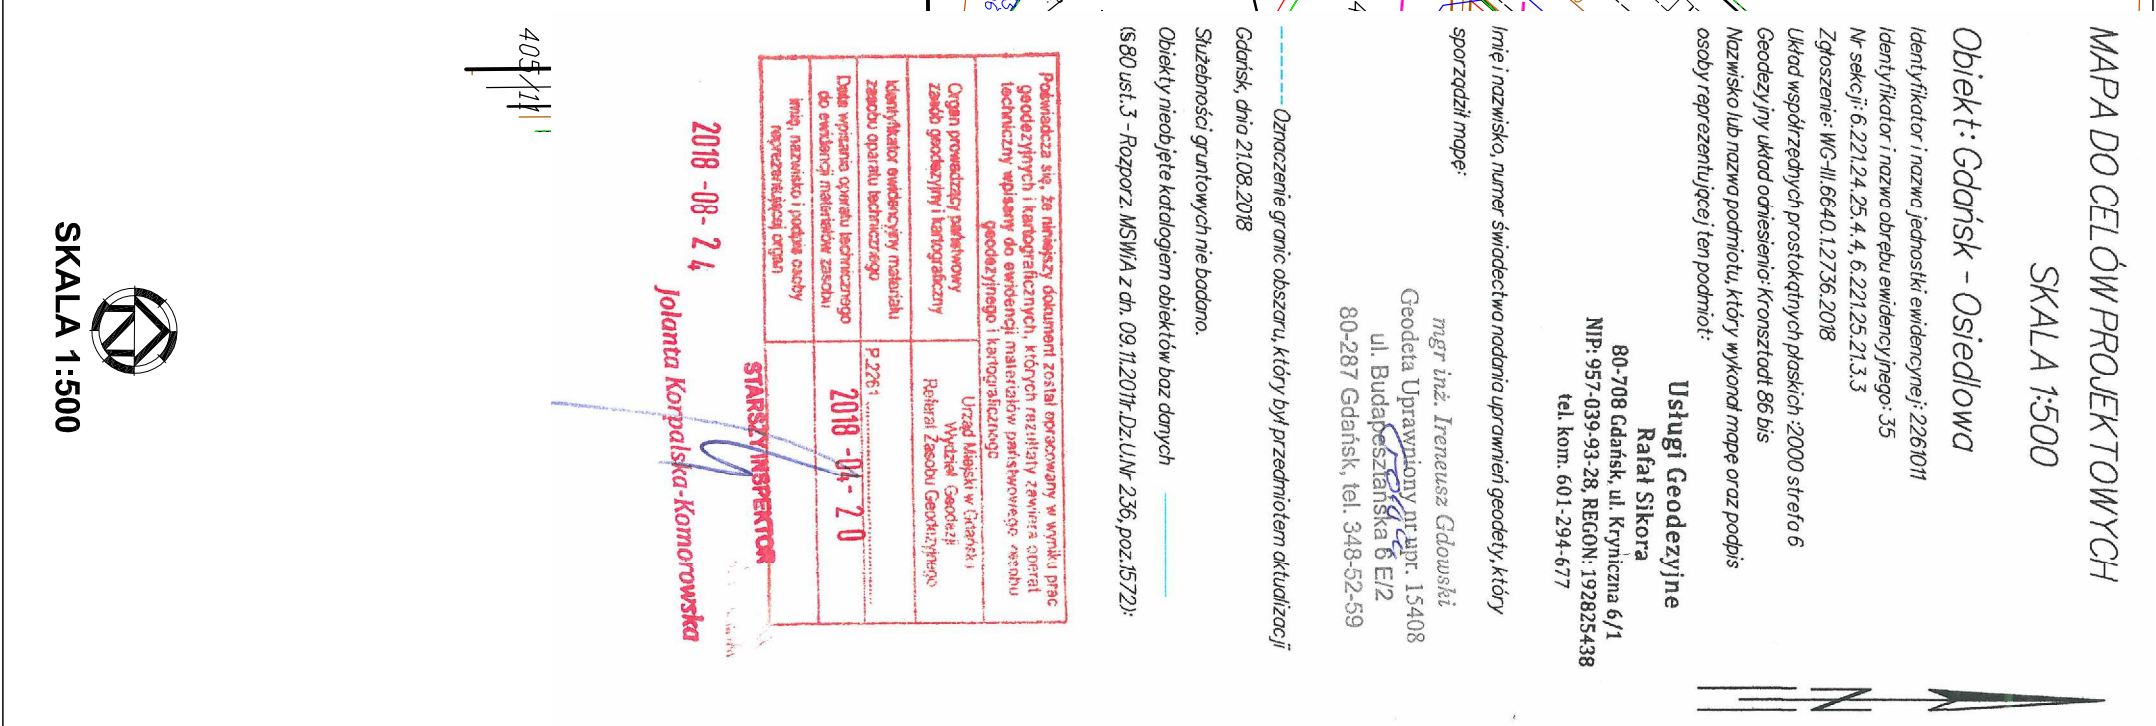 MAPA DO CELÓW PROJEKTOWYCH
SKALA 1:500
Obiekt: Gdańsk - Osiedlowa
Identyfikator i nazwa jednostki ewidencynej: 2261011
Identyfikator i nazwa obrębu ewidencyjnego: 35
Nr sekcji: 6.221.24.25.4.4, 6.221.25.21.3.3
Zgłoszenie: WG-III.6640.1.2736.2018
Układ współrzędnych prostokątnych płaskich :2000 strefa 6
Geodezyjny układ odniesienia: Kronsztadt 86 bis
Nazwisko lub nazwa podmiotu, który wykonał mapę oraz podpis
osoby reprezentującej ten podmiot:
Usługi Geodezyjne
Rafał Sikora
80-708 Gdańsk, ul. Kryniczna 6/1
NIP: 957-039-93-28, REGON: 192825438
tel. kom. 601-294-677
Imię i nazwisko, numer świadectwa nadania uprawnień geodety, który
sporządził mapę:
mgr inż. Ireneusz Gdowski
Geodeta Uprawniony nr upr. 15408
ul. Budapesztańska 6 E/2
80-287 Gdańsk, tel. 348-52-59
Oznaczenie granic obszaru, który był przedmiotem aktualizacji
Gdańsk, dnia 21.08.2018
Służebności gruntowych nie badano.
Obiekty nieobjęte katalogiem obiektów baz danych
(§ 80 ust.3 - Rozporz. MSWiA z dn. 09.11.2011r.Dz.U.Nr 236,poz.1572):
Poświadcza się, że niniejszy dokument został opracowany w wyniku prac
geodezyjnych i kartograficznych, których rezultaty zawiera operat
techniczny wpisany do ewidencji materiałów państwowego zasobu
geodezyjnego i kartograficznego
Organ prowadzący państwowy
zasób geodezyjny i kartograficzny
Urząd Miejski w Gdańsku
Wydział Geodezji
Referat Zasobu Geodezyjnego
Identyfikator ewidencyjny materiału
zasobu operatu technicznego
P.2261
Data wpisania operatu technicznego
do ewidencji materiałów zasobu
2018 -04- 20
Imię, nazwisko i podpis osoby
reprezentującej organ
STARSZY INSPEKTOR
Jolanta Korpalska-Komorowska
2018 -08- 24
405/11
N
SKALA 1:500